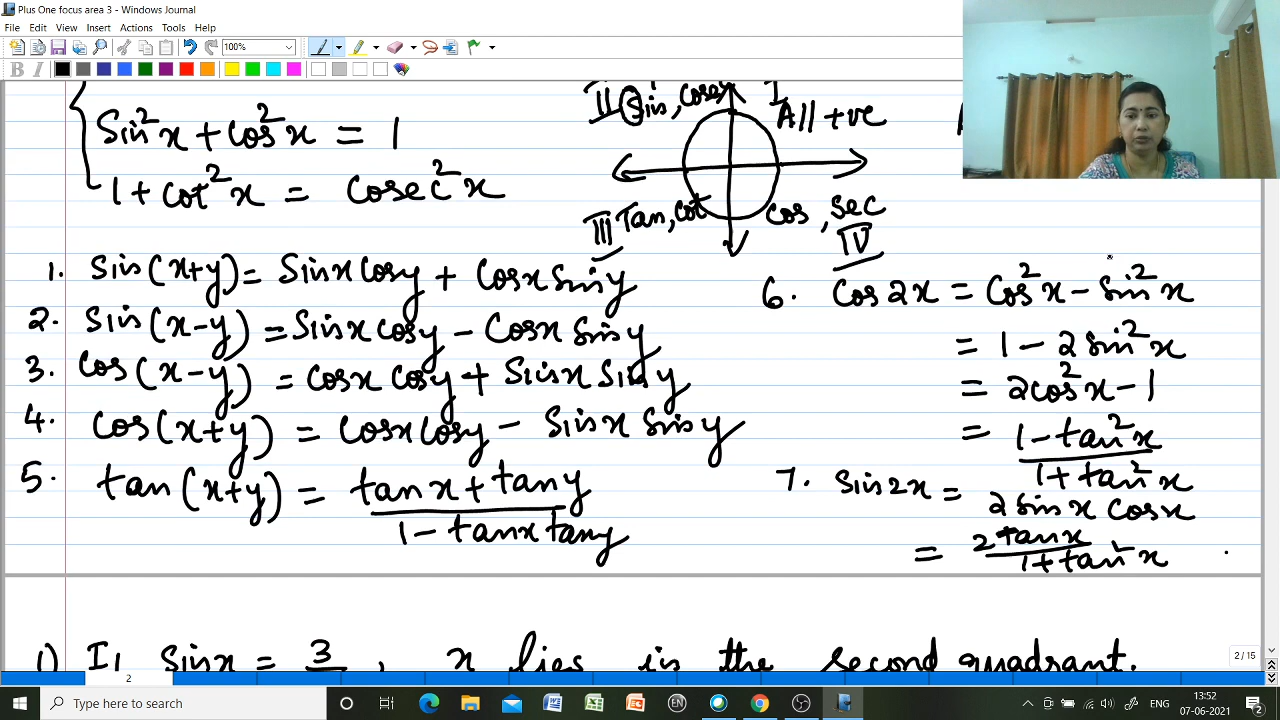 Plus One focus area 3 - Windows Journal
File Edit View Insert Actions Tools Help
100%
B I
Sin²x + cos²x = 1
1 + cot²x = cosec²x
II Sin, cosec
I
All +ve
III Tan, cot
cos, sec
IV
1. Sin(x+y) = Sinx cosy + cosx siny
2. Sin(x-y) = Sinx cosy - cosx siny
3. cos(x-y) = cosx cosy + sinx siny
4. cos(x+y) = cosx cosy - sinx siny
5. tan(x+y) = tanx + tany / 1 - tanx tany
6. cos2x = cos²x - sin²x
= 1 - 2sin²x
= 2cos²x - 1
= 1 - tan²x / 1 + tan²x
7. sin2x = 2 sinx cosx
= 2tanx / 1 + tan²x
1) If sinx = 3 , x lies in the second quadrant.
2
2 / 15
Type here to search
ENG
13:52
07-06-2021
2